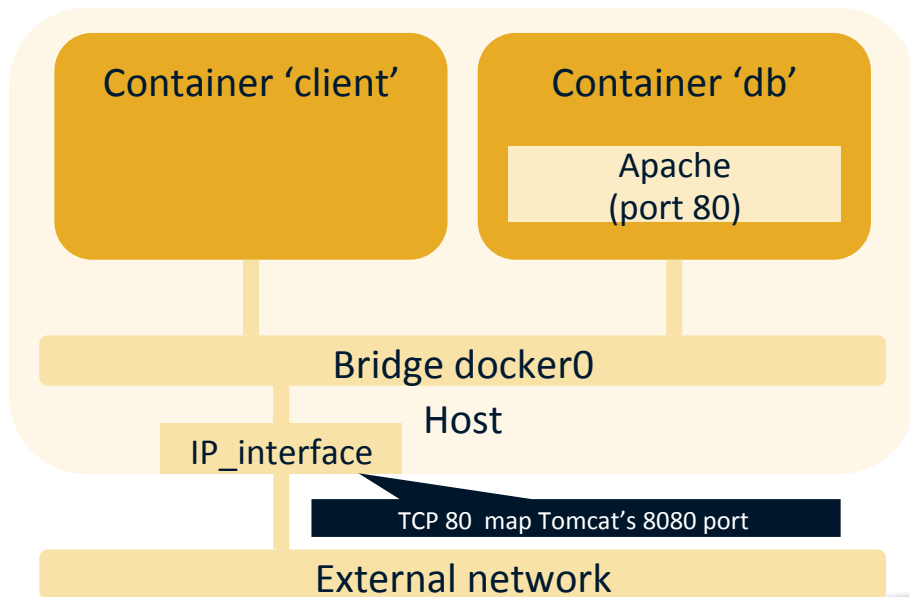 Container ‘client’
Container ‘db’
Apache
(port 80)
Bridge docker0
Host
IP_interface
TCP 80  map Tomcat’s 8080 port
External network